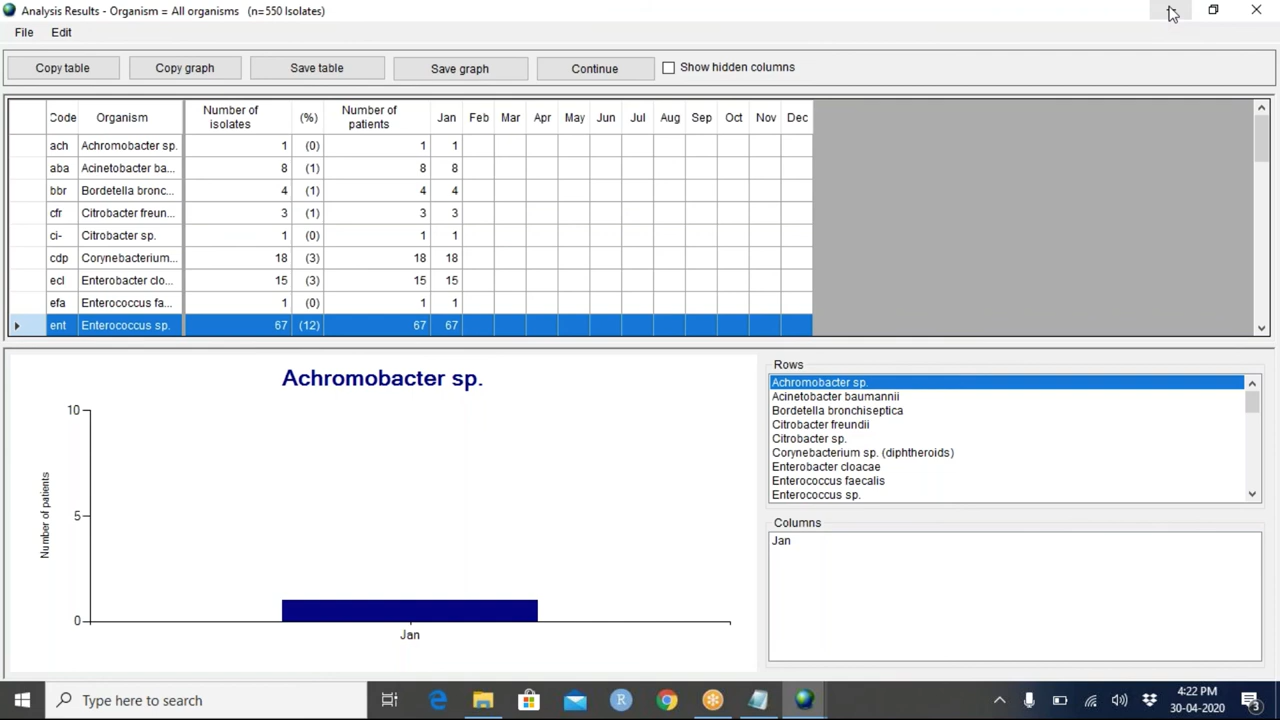 Analysis Results - Organism = All organisms (n=550 Isolates)
File Edit
Copy table Copy graph Save table Save graph Continue Show hidden columns
Code Organism Number of isolates (%) Number of patients Jan Feb Mar Apr May Jun Jul Aug Sep Oct Nov Dec
ach Achromobacter sp. 1 (0) 1 1
aba Acinetobacter ba... 8 (1) 8 8
bbr Bordetella bronc... 4 (1) 4 4
cfr Citrobacter freun... 3 (1) 3 3
ci- Citrobacter sp. 1 (0) 1 1
cdp Corynebacterium... 18 (3) 18 18
ecl Enterobacter clo... 15 (3) 15 15
efa Enterococcus fa... 1 (0) 1 1
ent Enterococcus sp. 67 (12) 67 67
Achromobacter sp.
10
5
0
Number of patients
Jan
Rows
Achromobacter sp.
Acinetobacter baumannii
Bordetella bronchiseptica
Citrobacter freundii
Citrobacter sp.
Corynebacterium sp. (diphtheroids)
Enterobacter cloacae
Enterococcus faecalis
Enterococcus sp.
Columns
Jan
Type here to search
4:22 PM
30-04-2020
3